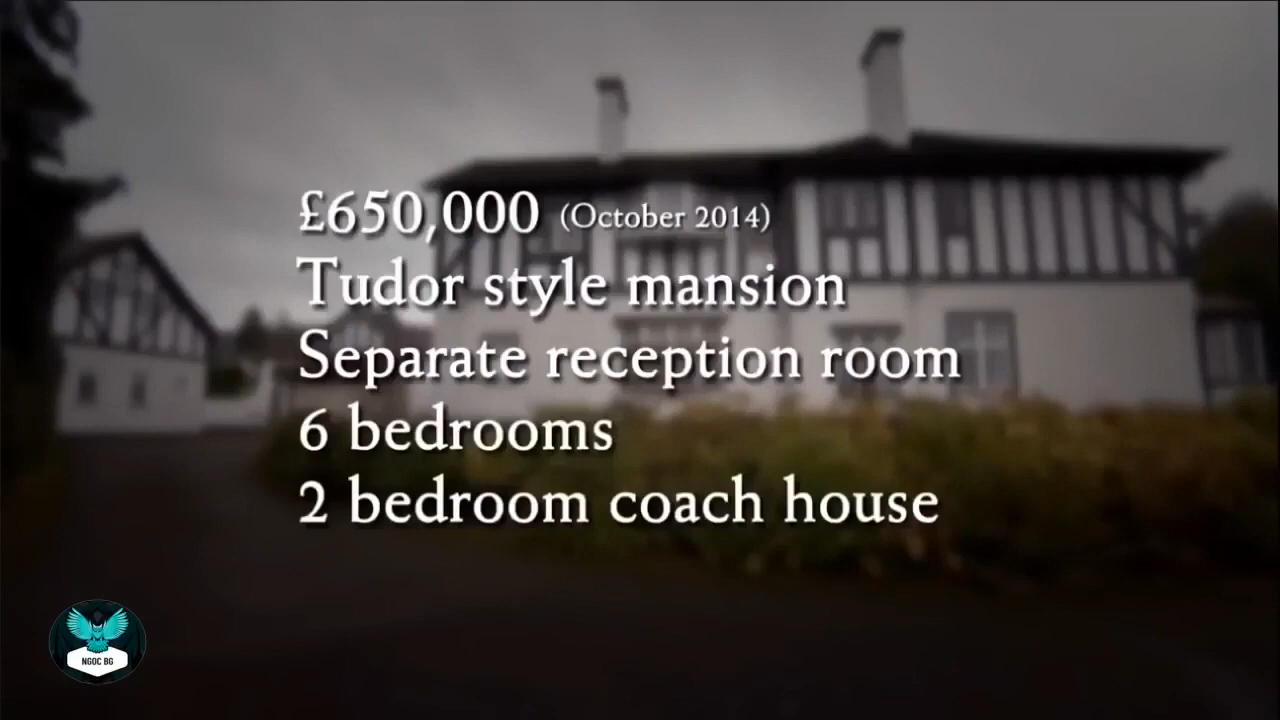 £650,000 (October 2014)
Tudor style mansion
Separate reception room
6 bedrooms
2 bedroom coach house
NGOC BG